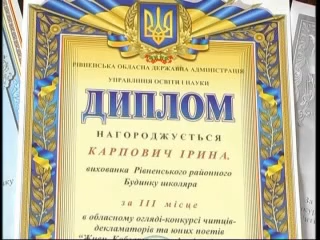 РІВНЕНСЬКА ОБЛАСНА ДЕРЖАВНА АДМІНІСТРАЦІЯ
УПРАВЛІННЯ ОСВІТИ І НАУКИ
ДИПЛОМ
НАГОРОДЖУЄТЬСЯ
КАРПОВИЧ ІРИНА,
вихованка Рівненського районного
Будинку школяра
за ІІІ місце
в обласному огляді-конкурсі читців-
декламаторів та юних поетів